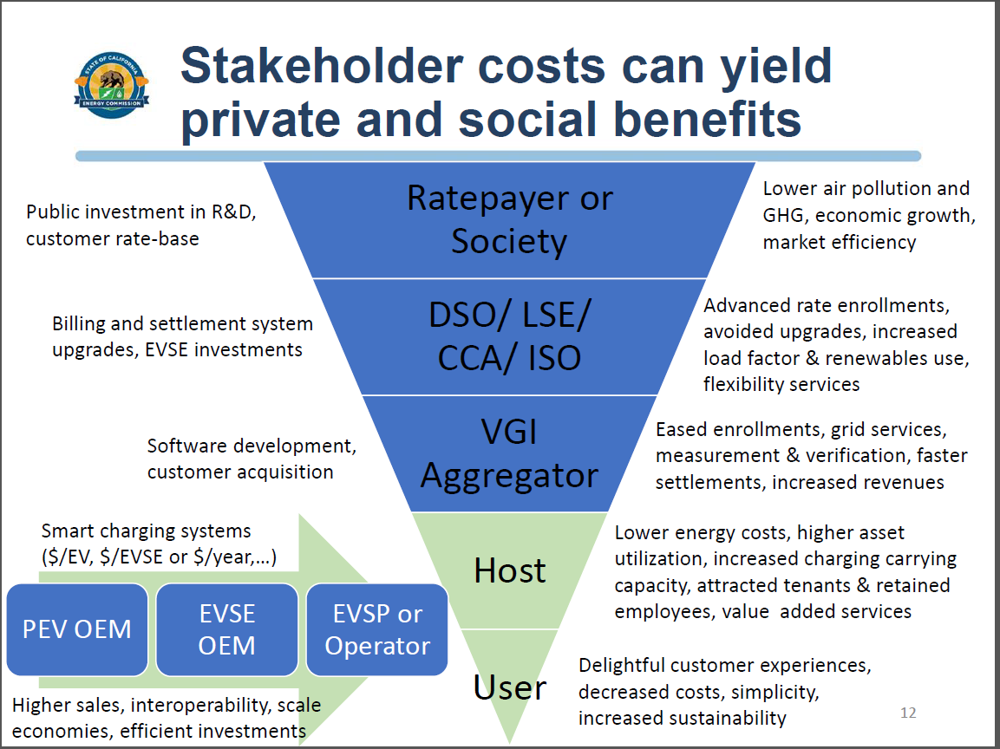 STATE OF CALIFORNIA
ENERGY COMMISSION
Stakeholder costs can yield
private and social benefits
Public investment in R&D,
customer rate-base
Ratepayer or
Society
Lower air pollution and
GHG, economic growth,
market efficiency
Billing and settlement system
upgrades, EVSE investments
DSO/ LSE/
CCA/ ISO
Advanced rate enrollments,
avoided upgrades, increased
load factor & renewables use,
flexibility services
Software development,
customer acquisition
VGI
Aggregator
Eased enrollments, grid services,
measurement & verification, faster
settlements, increased revenues
Smart charging systems
($/EV, $/EVSE or $/year,...)
Host
Lower energy costs, higher asset
utilization, increased charging carrying
capacity, attracted tenants & retained
employees, value added services
PEV OEM
EVSE
OEM
EVSP or
Operator
User
Delightful customer experiences,
decreased costs, simplicity,
increased sustainability
Higher sales, interoperability, scale
economies, efficient investments
12